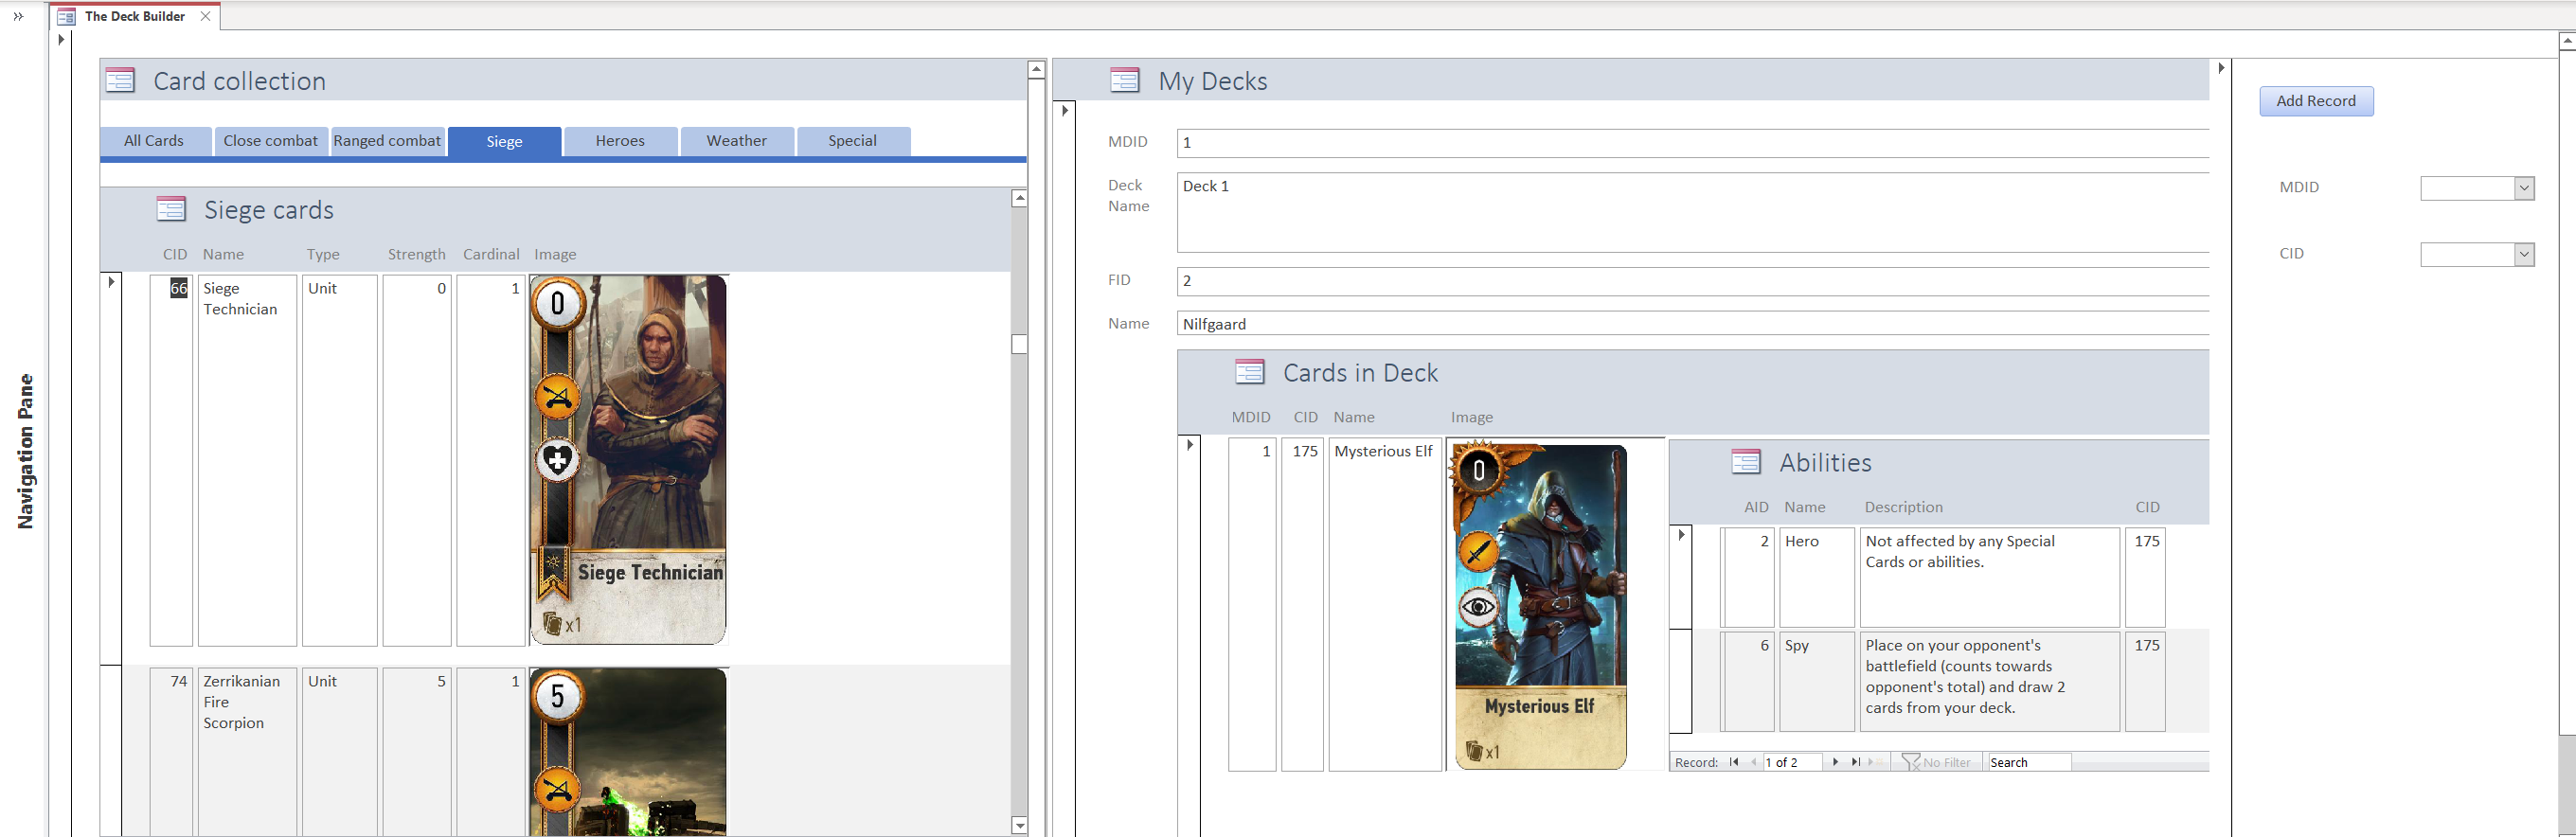 The Deck Builder
Navigation Pane
Card collection
All Cards Close combat Ranged combat Siege Heroes Weather Special
Siege cards
CID Name Type Strength Cardinal Image
66 Siege Technician Unit 0 1
0
Siege Technician
x1
74 Zerrikanian Fire Scorpion Unit 5 1
5
My Decks
MDID 1
Deck Name Deck 1
FID 2
Name Nilfgaard
Cards in Deck
MDID CID Name Image
1 175 Mysterious Elf
0
Mysterious Elf
x1
Abilities
AID Name Description CID
2 Hero Not affected by any Special 175
Cards or abilities.
6 Spy Place on your opponent's 175
battlefield (counts towards
opponent's total) and draw 2
cards from your deck.
Record: 1 of 2 No Filter Search
Add Record
MDID
CID